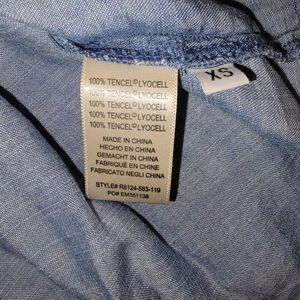 100% TENCEL©LYOCELL
100% TENCEL©LYOCELL
100% TENCEL©LYOCELL
100% TENCEL©LYOCELL
100% TENCEL©LYOCELL
MADE IN CHINA
HECHO EN CHINA
GEMACHT IN CHINA
FABRIQUÉ EN CHINE
FABRICATO NEGLI CHINA
STYLE# R8124-583-119
PO# EM351138
XS